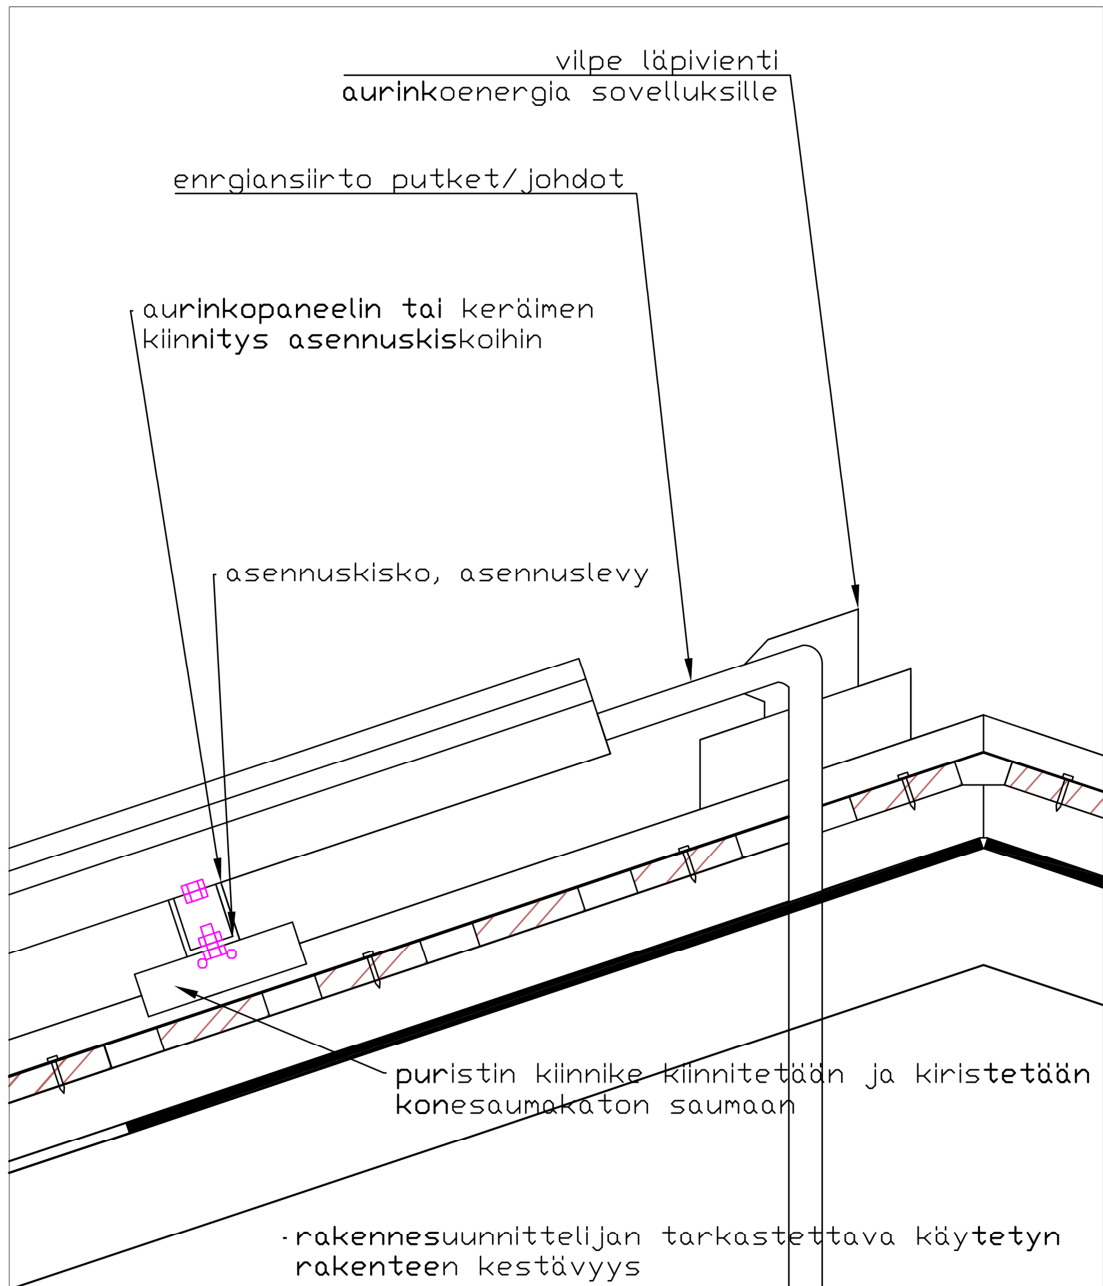 vilpe läpivienti
aurinkoenergia sovelluksille
enrgiansiirto putket/johdot
aurinkopaneelin tai keräimen
kiinnitys asennuskiskoihin
asennuskisko, asennuslevy
puristin kiinnike kiinnitetään ja kiristetään
konesaumakaton saumaan
-rakennesuunnittelijan tarkastettava käytetyn
rakenteen kestävyys